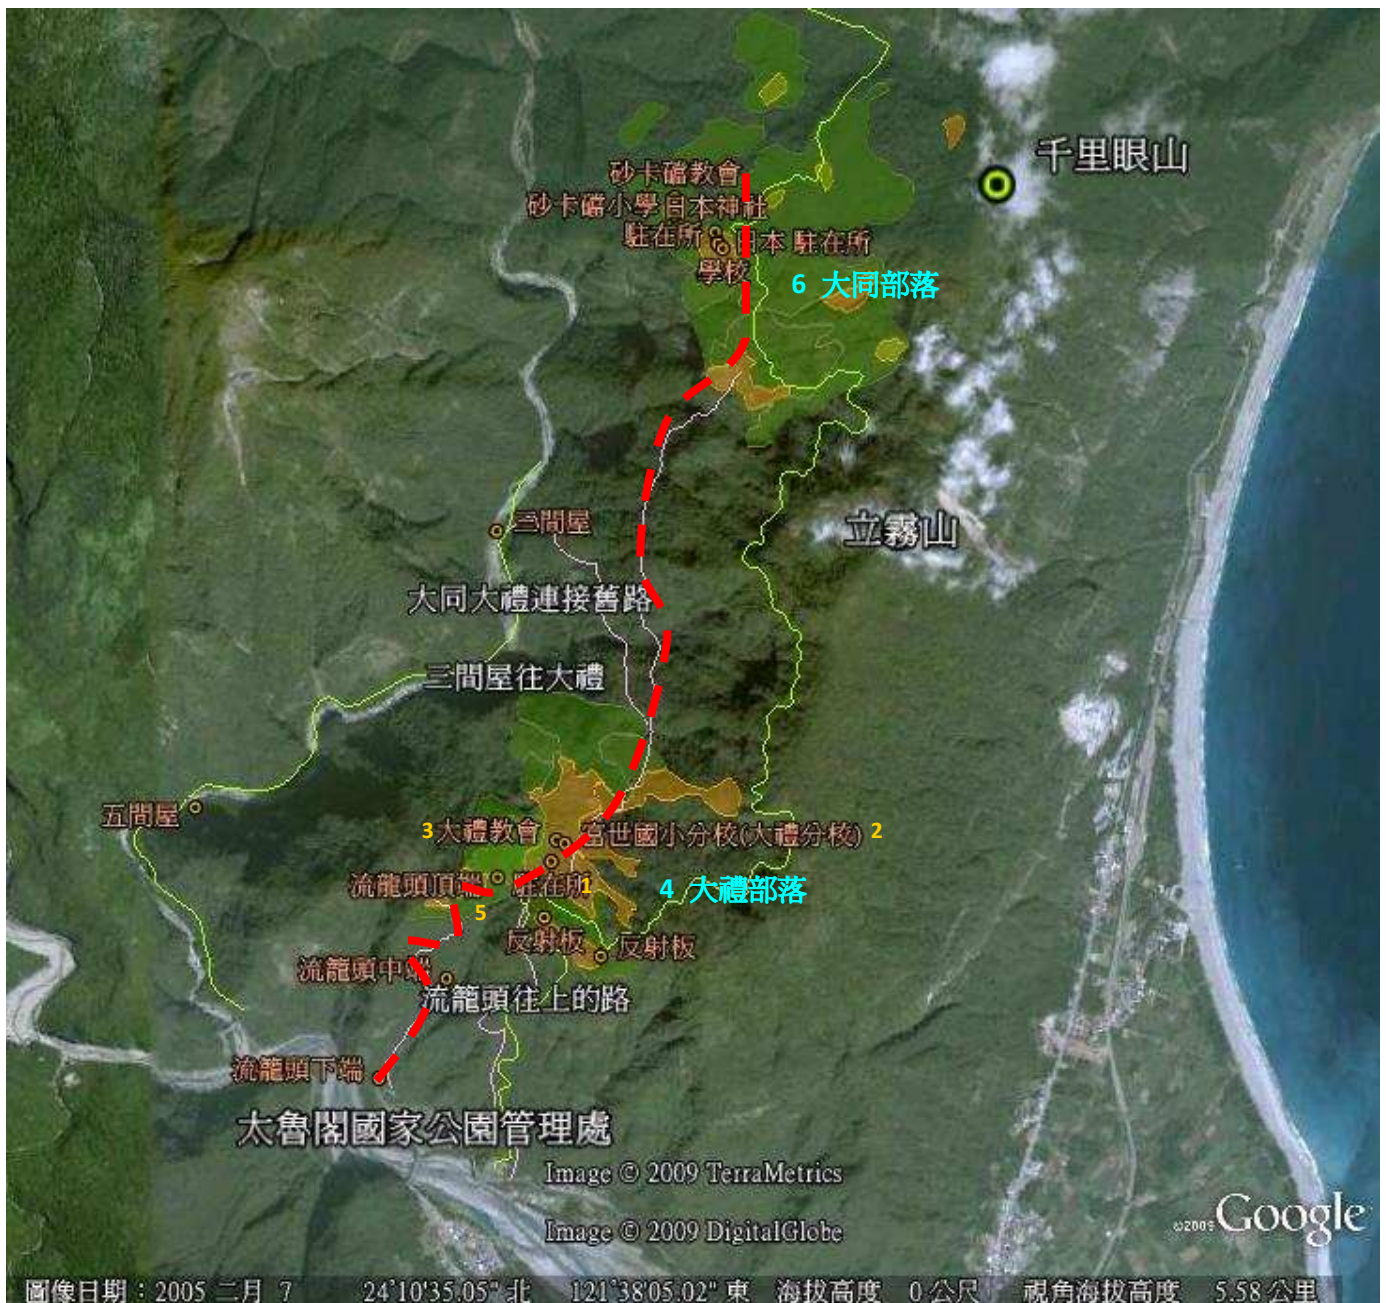 千里眼山
砂卡礑教會
砂卡礑小學 日本神社
駐在所 日本 駐在所
學校
6 大同部落
三間屋
立霧山
大同大禮連接舊路
三間屋往大禮
五間屋
3 大禮教會 富世國小分校(大禮分校) 2
流籠頭頂端 駐在所 1
4 大禮部落
5
反射板 反射板
流籠頭中端
流籠頭往上的路
流籠頭下端
太魯閣國家公園管理處
Image © 2009 TerraMetrics
Image © 2009 DigitalGlobe
©2009 Google
圖像日期：2005 二月 7 24°10'35.05" 北 121°38'05.02" 東 海拔高度 0 公尺 視角海拔高度 5.58 公里